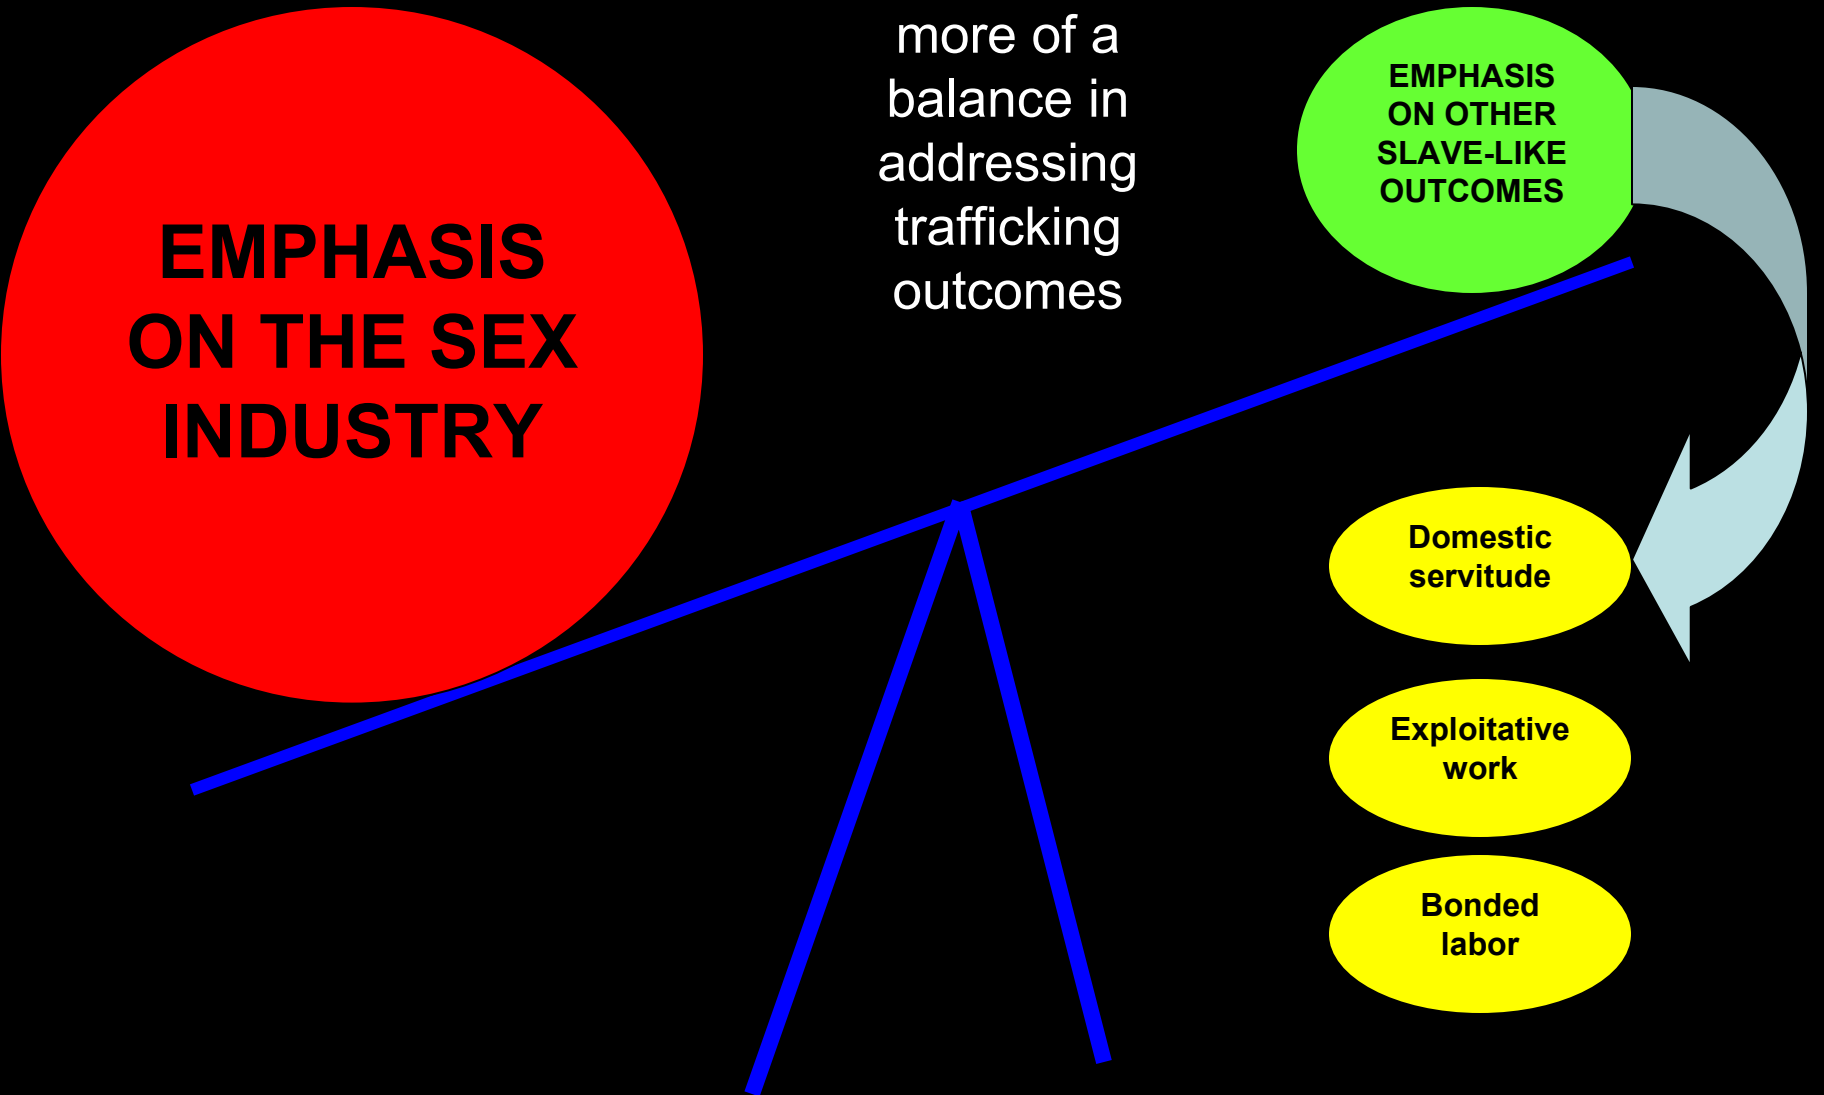 more of a
balance in
addressing
trafficking
outcomes
EMPHASIS
ON THE SEX
INDUSTRY
EMPHASIS
ON OTHER
SLAVE-LIKE
OUTCOMES
Domestic
servitude
Exploitative
work
Bonded
labor